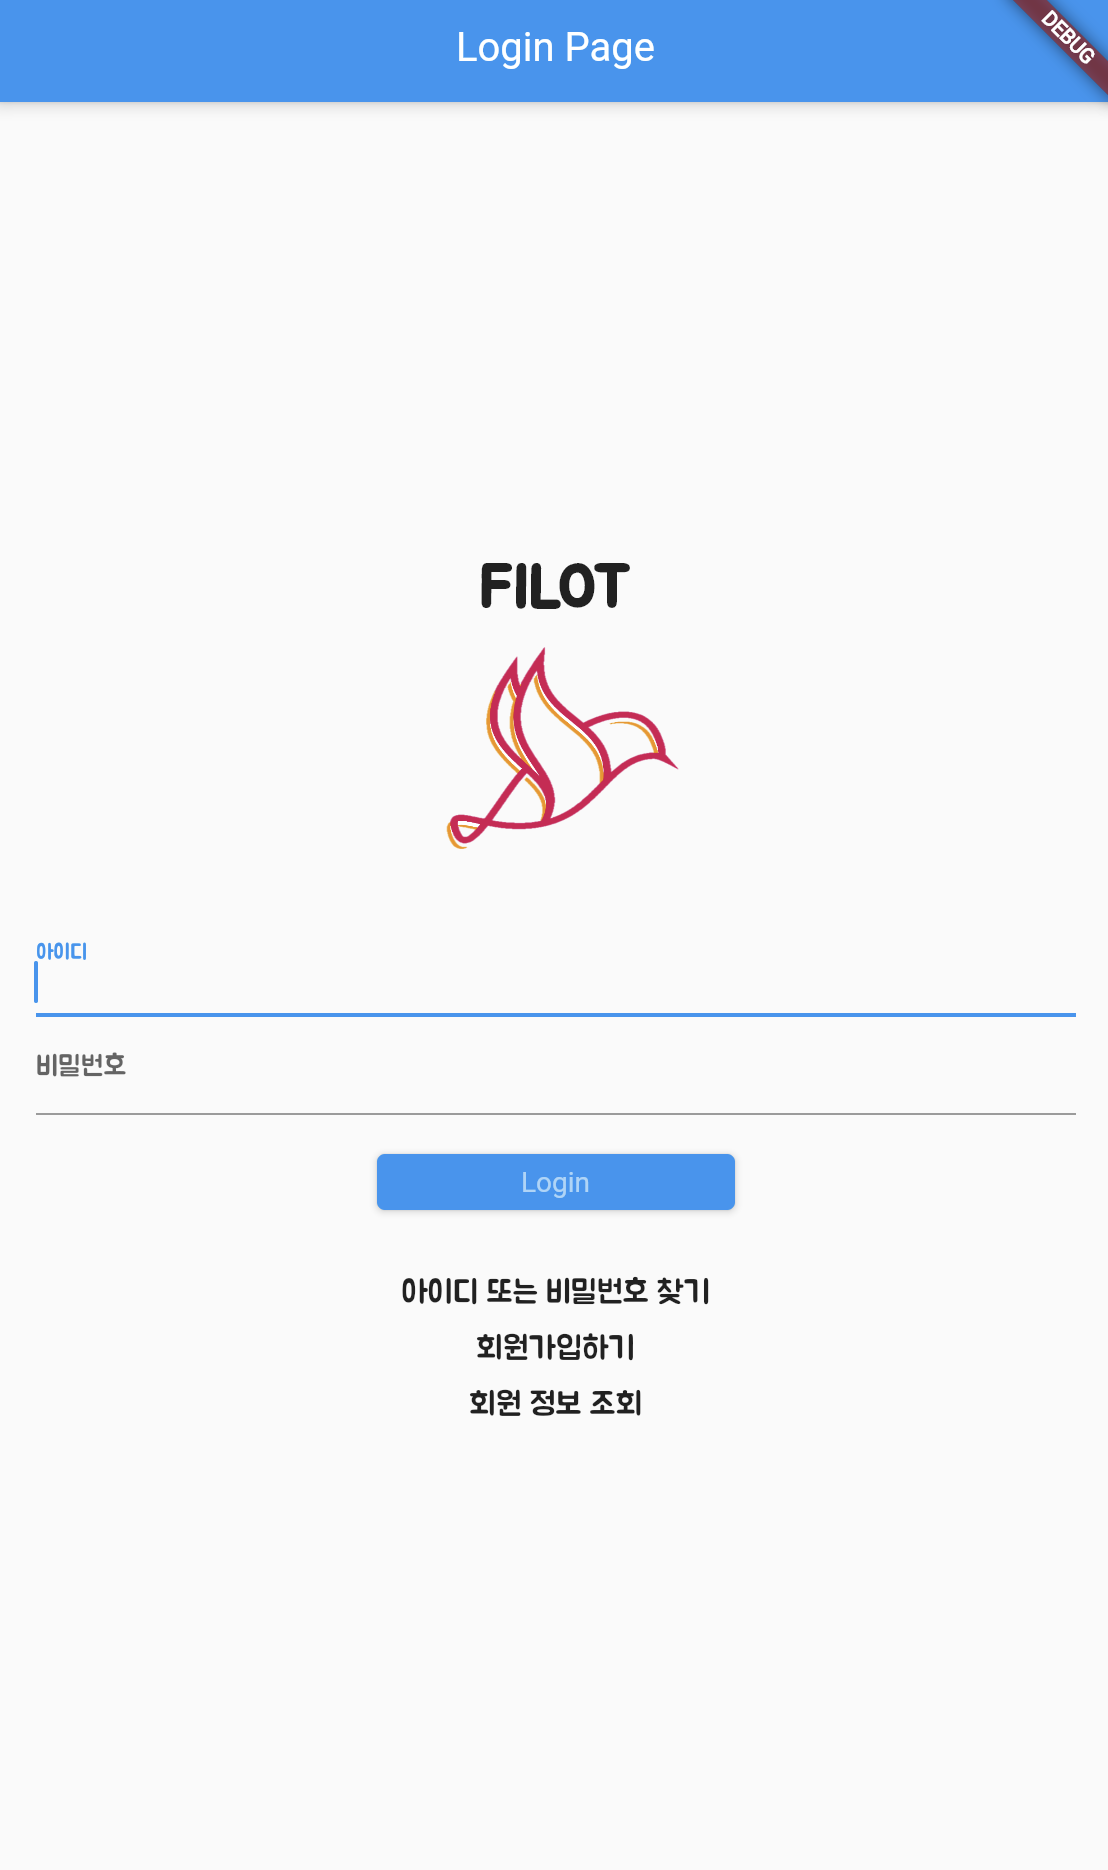 Login Page
DEBUG
FILOT
아이디
비밀번호
Login
아이디 또는 비밀번호 찾기
회원가입하기
회원 정보 조회